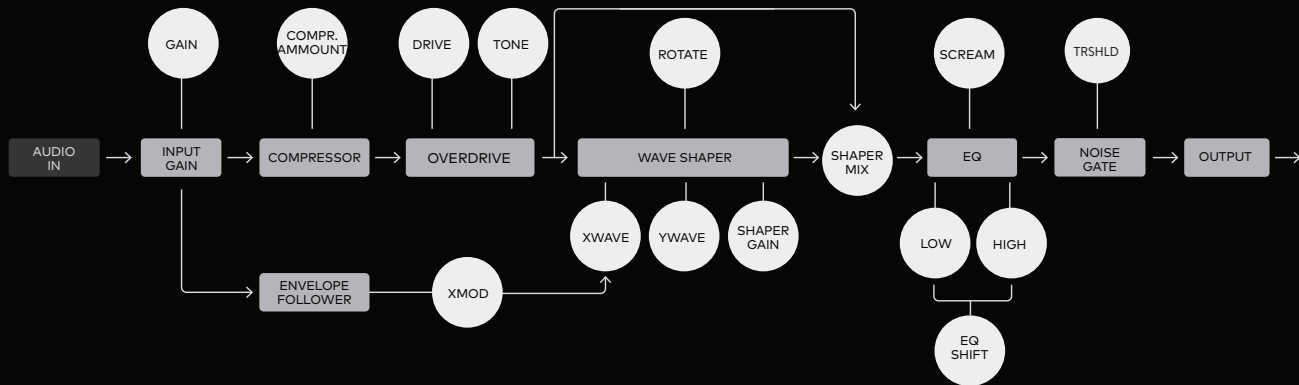 GAIN
COMPR.
AMMOUNT
DRIVE
TONE
ROTATE
SCREAM
TRSHLD
AUDIO
IN
INPUT
GAIN
COMPRESSOR
OVERDRIVE
WAVE SHAPER
SHAPER
MIX
EQ
NOISE
GATE
OUTPUT
XWAVE
YWAVE
SHAPER
GAIN
LOW
HIGH
ENVELOPE
FOLLOWER
XMOD
EQ
SHIFT